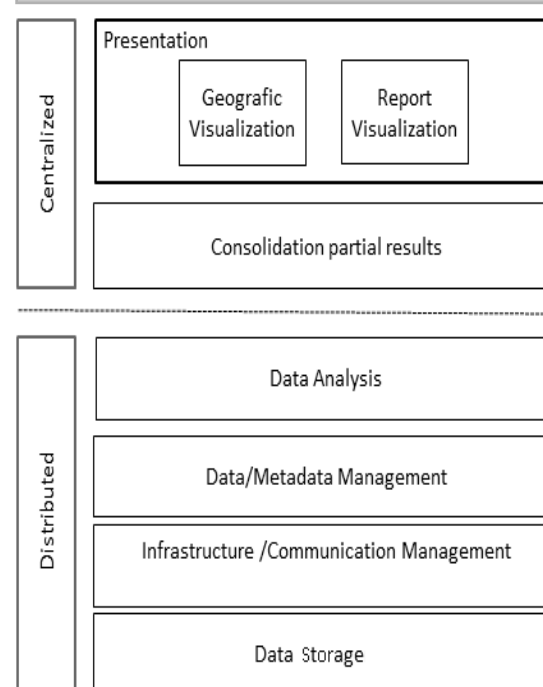 Centralized
Presentation
Geografic
Visualization
Report
Visualization
Consolidation partial results
Distributed
Data Analysis
Data/Metadata Management
Infrastructure /Communication Management
Data Storage